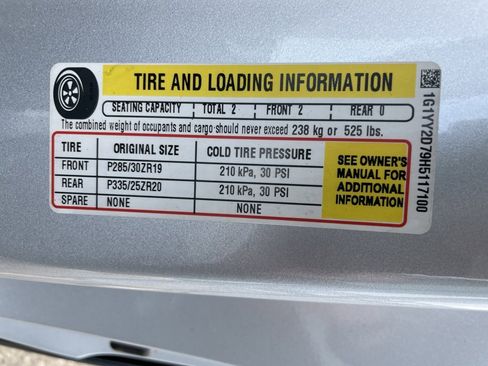 TIRE AND LOADING INFORMATION
SEATING CAPACITY TOTAL 2 FRONT 2 REAR 0
The combined weight of occupants and cargo should never exceed 238 kg or 525 lbs.
TIRE ORIGINAL SIZE COLD TIRE PRESSURE
FRONT P285/30ZR19 210 kPa, 30 PSI
REAR P335/25ZR20 210 kPa, 30 PSI
SPARE NONE NONE
SEE OWNER'S
MANUAL FOR
ADDITIONAL
INFORMATION
1G1YY2D79H5117100